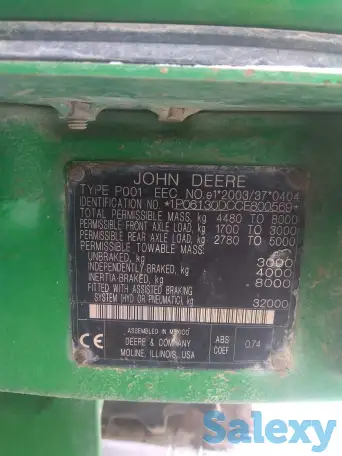 JOHN DEERE
TYPE P001 EEC NO. e1*2003/37*0404
IDENTIFICATION NO. *1P06130DCCE800569*
TOTAL PERMISSIBLE MASS, kg 4480 TO 8000
PERMISSIBLE FRONT AXLE LOAD, kg 1700 TO 3000
PERMISSIBLE REAR AXLE LOAD, kg 2780 TO 5000
PERMISSIBLE TOWABLE MASS:
UNBRAKED, kg 3000
INDEPENDENTLY BRAKED, kg 4000
INERTIA-BRAKED, kg 8000
FITTED WITH ASSISTED BRAKING
SYSTEM (HYD OR PNEUMATIC) kg 32000
CE
ASSEMBLED IN MEXICO
DEERE & COMPANY
MOLINE, ILLINOIS, USA
ABS
COEF 0.74
Salexy